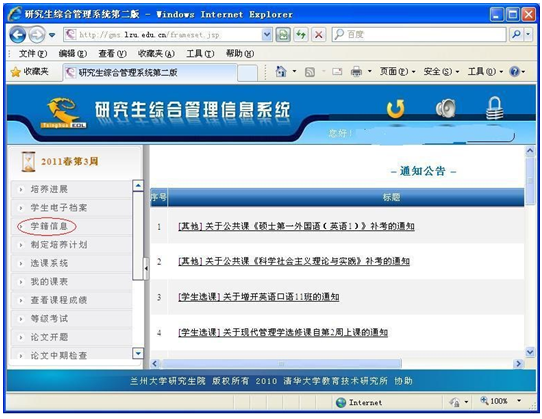 研究生综合管理系统第二版 - Windows Internet Explorer
http://gms.lzu.edu.cn/frameset.jsp
百度
文件(F) 编辑(E) 查看(V) 收藏夹(A) 工具(T) 帮助(H)
收藏夹 研究生综合管理系统第二版 页面(P) 安全(S) 工具(O)
研究生综合管理信息系统
您好!
2011春第3周
培养进展
学生电子档案
学籍信息
制定培养计划
选课系统
我的课表
查看课程成绩
等级考试
论文开题
论文中期检查
－通知公告－
序号 标题
1 [其他] 关于公共课《硕士第一外国语(英语1)》补考的通知
2 [其他] 关于公共课《科学社会主义理论与实践》补考的通知
3 [学生选课] 关于增开英语口语11班的通知
4 [学生选课] 关于现代管理学选修课自第2周上课的通知
兰州大学研究生院 版权所有 2010 清华大学教育技术研究所 协助
Internet 100%